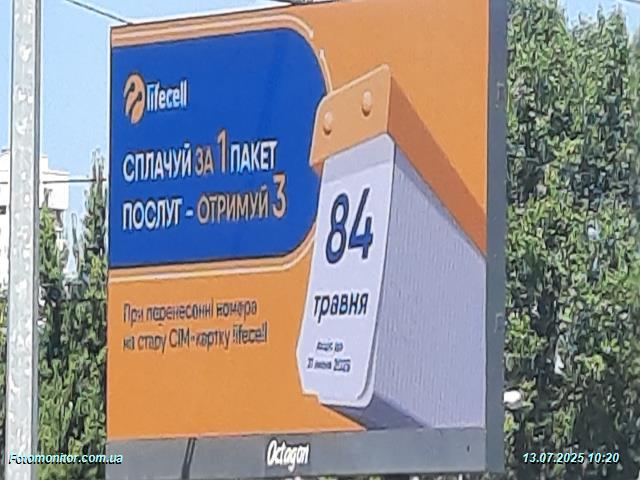 lifecell
СПЛАЧУЙ ЗА 1 ПАКЕТ
ПОСЛУГ - ОТРИМУЙ 3
84
травня
При перенесенні номера
на стару СІМ-картку lifecell
Octagon
Fotomonitor.com.ua
13.07.2025 10:20